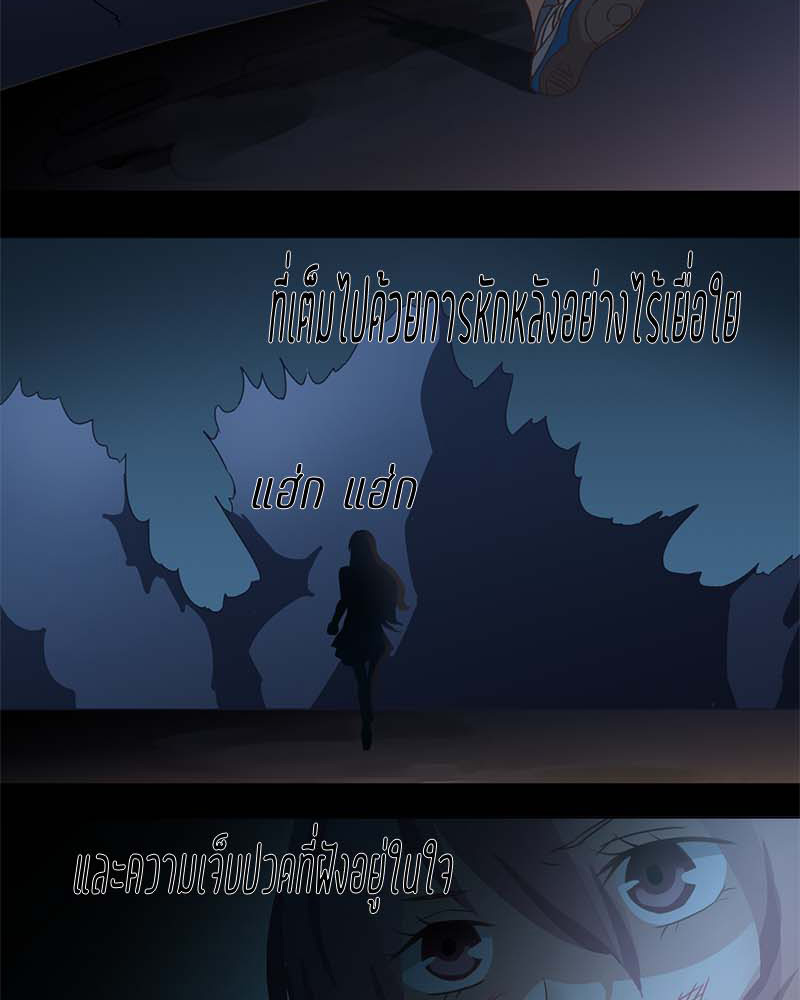 ที่เต็มไปด้วยการหักหลังอย่างไร้เยื่อใย
แฮ่ก แฮ่ก
และความเจ็บปวดที่ฝังอยู่ในใจ